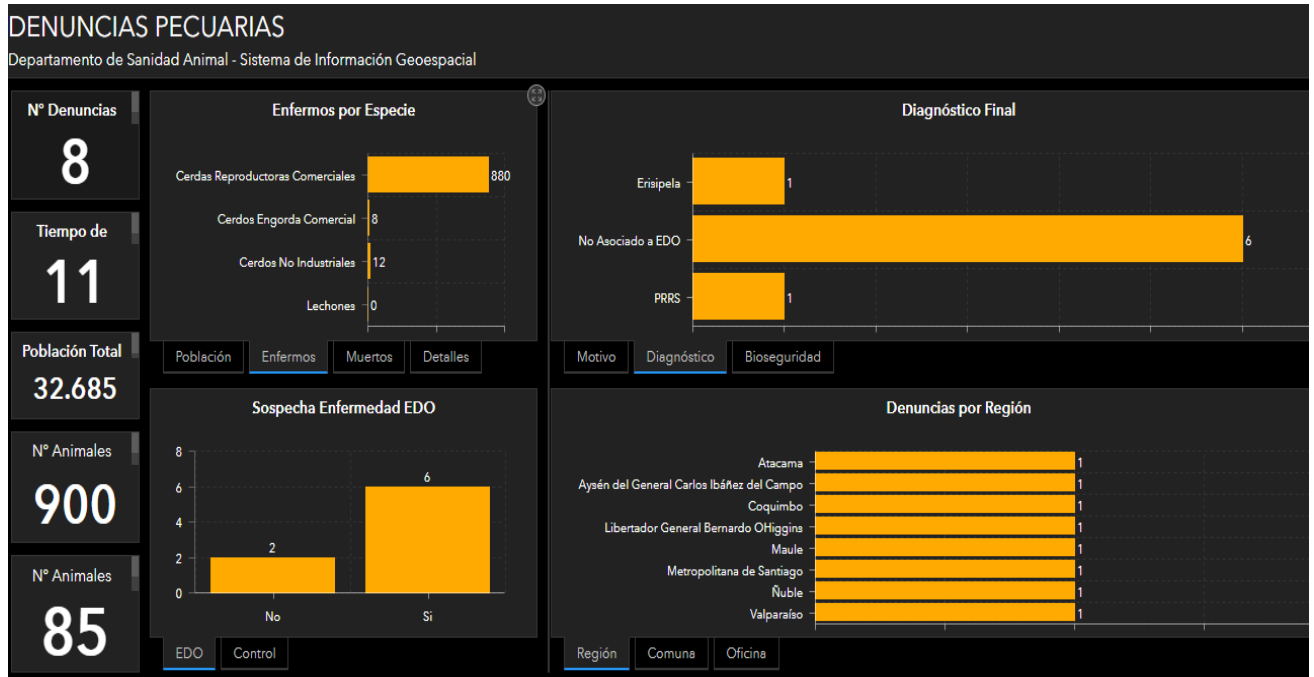 DENUNCIAS PECUARIAS
Departamento de Sanidad Animal - Sistema de Información Geoespacial
N° Denuncias
8
Tiempo de
11
Población Total
32.685
N° Animales
900
N° Animales
85
Enfermos por Especie
Cerdas Reproductoras Comerciales 880
Cerdos Engorda Comercial 8
Cerdos No Industriales 12
Lechones 0
Población Enfermos Muertos Detalles
Diagnóstico Final
Erisipela 1
No Asociado a EDO 6
PRRS 1
Motivo Diagnóstico Bioseguridad
Sospecha Enfermedad EDO
8
6
4
2
0
2
6
No Si
EDO Control
Denuncias por Región
Atacama 1
Aysén del General Carlos Ibáñez del Campo 1
Coquimbo 1
Libertador General Bernardo OHiggins 1
Maule 1
Metropolitana de Santiago 1
Ñuble 1
Valparaíso 1
Región Comuna Oficina